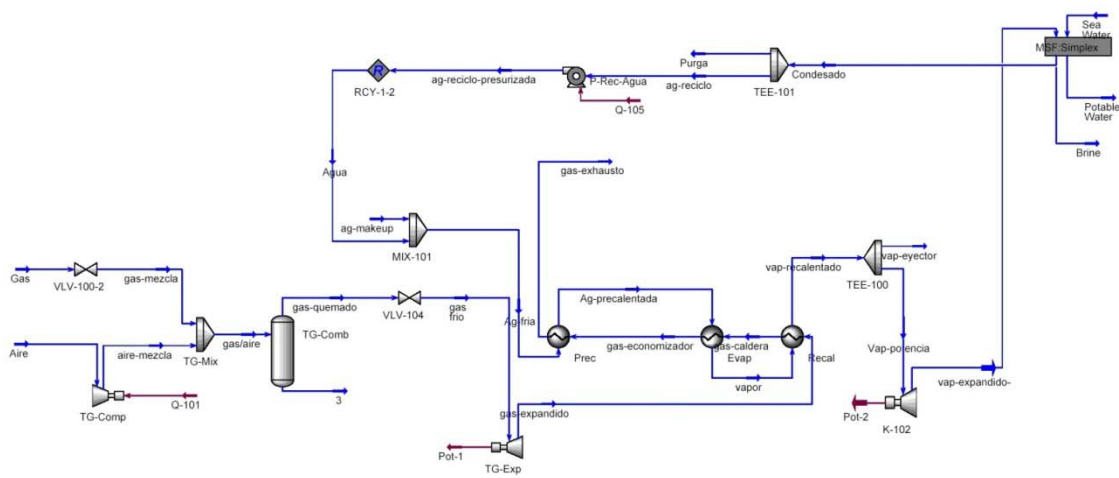 Sea
Water
MSF:Simplex
Purga
Condesado
TEE-101
P-Rec-Agua
ag-reciclo
ag-reciclo-presurizada
RCY-1-2
Q-105
Potable
Water
Brine
Agua
gas-exhausto
ag-makeup
MIX-101
vap-recalentado
vap-eyector
TEE-100
Gas
VLV-100-2
gas-mezcla
gas-quemado
VLV-104
gas
frio
Ag-fria
Ag-precalentada
TG-Comb
Aire
aire-mezcla
TG-Mix
gas/aire
Prec
gas-economizador
gas-caldera
Evap
Recal
Vap-potencia
vapor
vap-expandido-
TG-Comp
Q-101
3
gas-expandido
Pot-2
K-102
Pot-1
TG-Exp